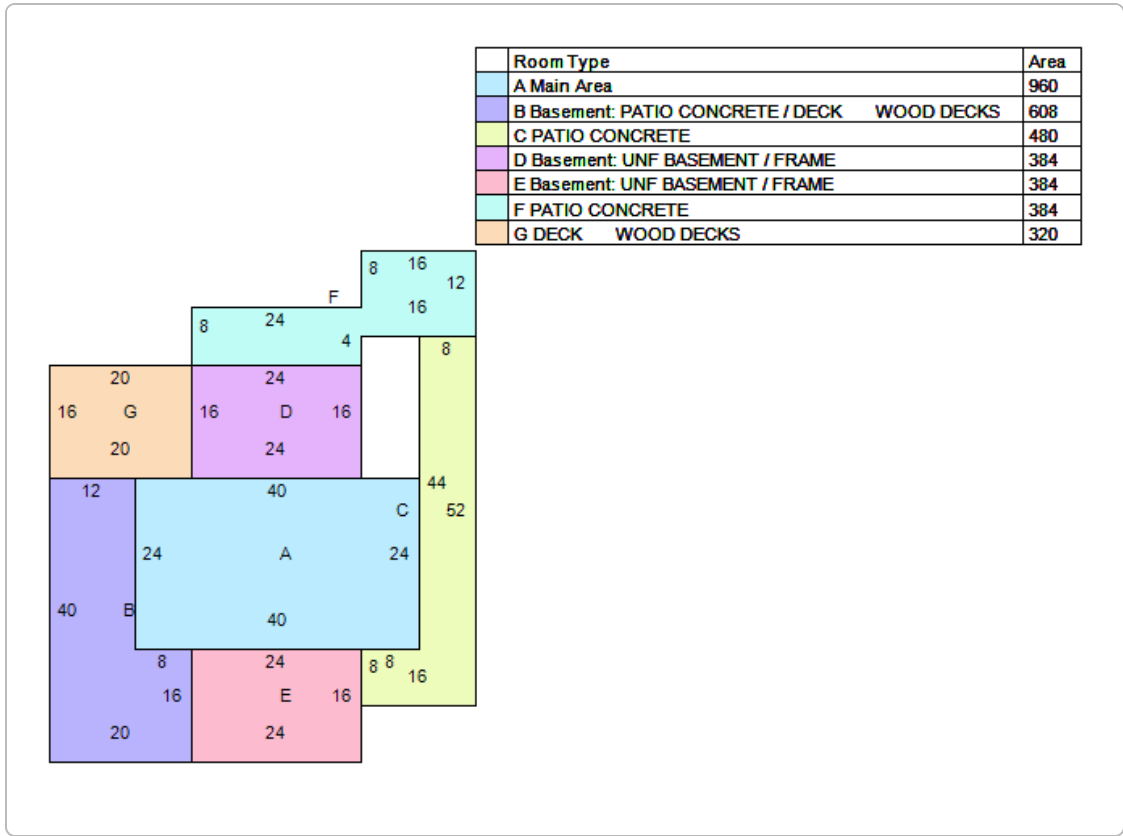 Room Type Area
A Main Area 960
B Basement: PATIO CONCRETE / DECK WOOD DECKS 608
C PATIO CONCRETE 480
D Basement: UNF BASEMENT / FRAME 384
E Basement: UNF BASEMENT / FRAME 384
F PATIO CONCRETE 384
G DECK WOOD DECKS 320
8 16
12
F 16
8 24
4 8
20 24
16 G 16 D 16
20 24
12 40 44
C 52
24 A 24
40 B 40
8 24 8 8
16
16 E 16
20 24